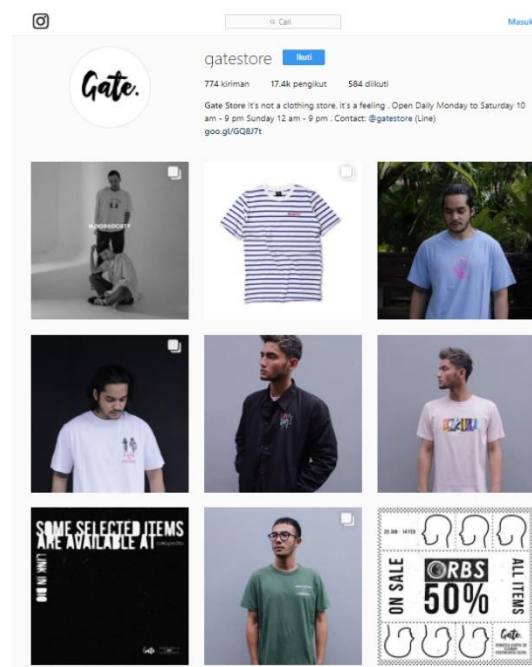 Cari
Masuk
Gate.
gatestore
Ikuti
774 kiriman 17.4k pengikut 584 diikuti
Gate Store It's not a clothing store, it's a feeling . Open Daily Monday to Saturday 10
am - 9 pm Sunday 12 am - 9 pm . Contact: @gatestore (Line)
goo.gl/GQ8J7t
SOME SELECTED ITEMS
ARE AVAILABLE AT tokopedia
LINK IN BIO
Gate
ON SALE
ORBS
50%
ALL ITEMS
Gate